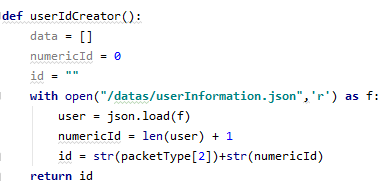 def userIdCreator():
    data = []
    numericId = 0
    id = ""
    with open("/datas/userInformation.json",'r') as f:
        user = json.load(f)
        numericId = len(user) + 1
        id = str(packetType[2])+str(numericId)
    return id